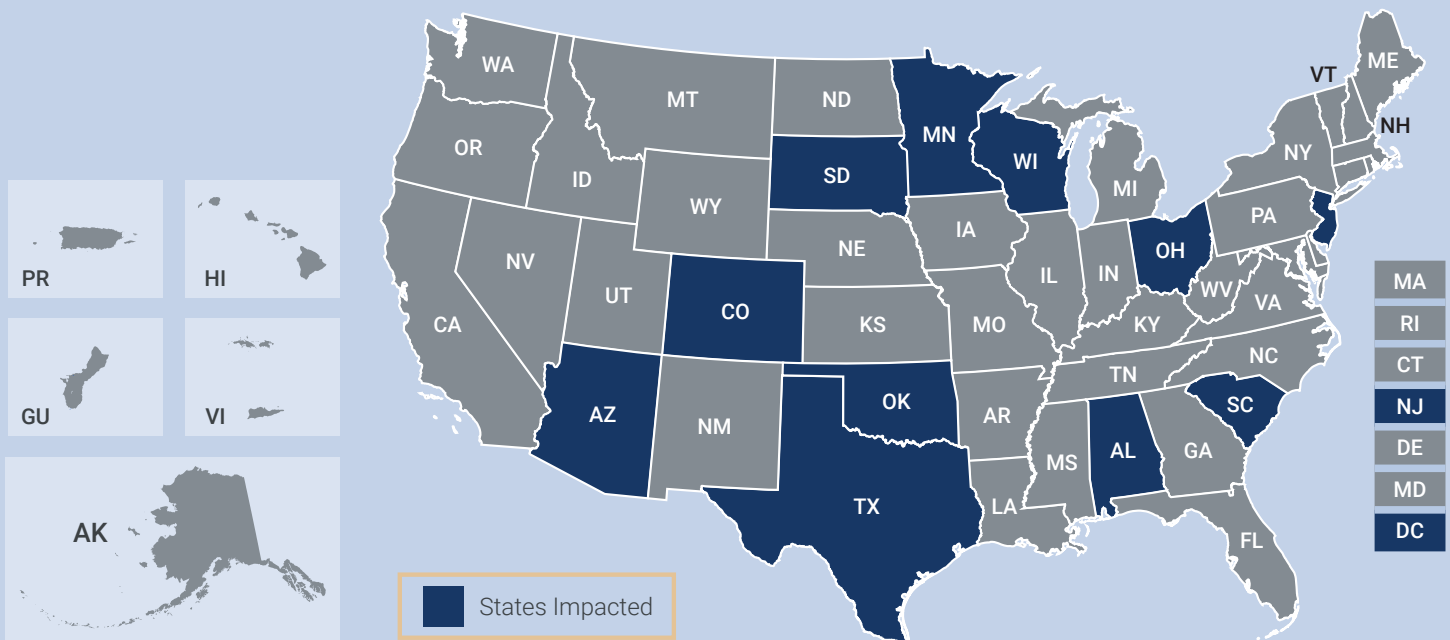 WA
MT
ND
MN
ME
VT
NH
OR
ID
SD
WI
NY
WY
MI
IA
PA
NE
NV
UT
CO
IL
IN
OH
WV
VA
CA
KS
MO
KY
NC
TN
AZ
NM
OK
AR
SC
MS
AL
GA
TX
LA
FL
PR
HI
GU
VI
AK
MA
RI
CT
NJ
DE
MD
DC
States Impacted